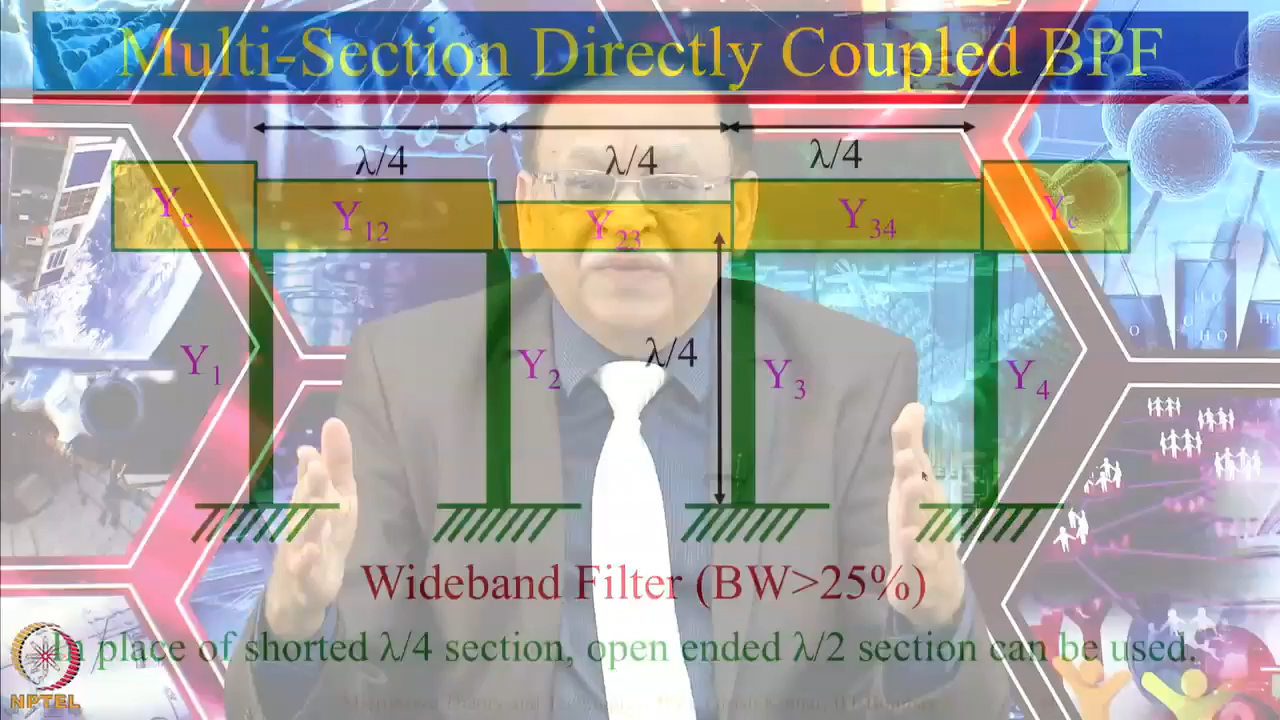 Multi-Section Directly Coupled BPF
λ/4 λ/4 λ/4
Yc Y12 Y23 Y34 Yc
Y1 λ/4 Y2 Y3 Y4
Wideband Filter (BW>25%)
In place of shorted λ/4 section, open ended λ/2 section can be used.
NPTEL